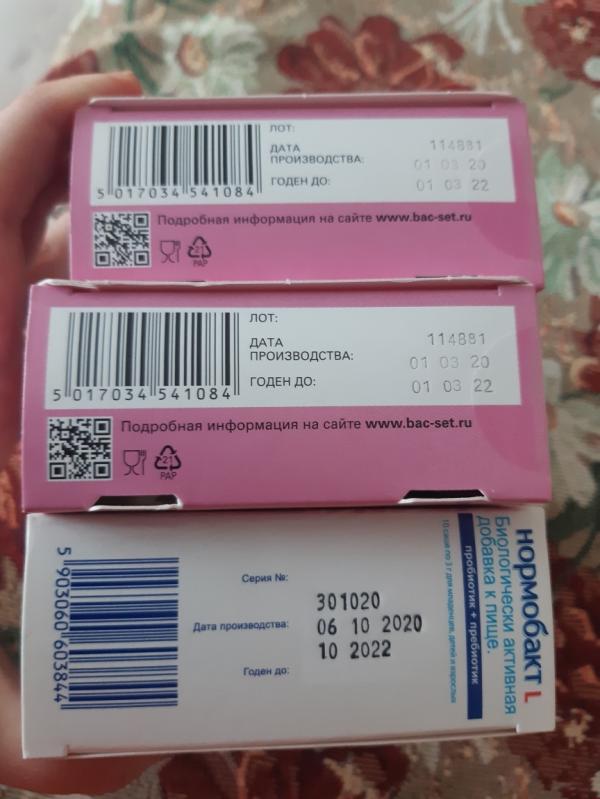 ЛОТ:
114881
ДАТА
ПРОИЗВОДСТВА:
01 03 20
ГОДЕН ДО:
01 03 22
5 017034 541084
Подробная информация на сайте www.bac-set.ru
21
PAP
ЛОТ:
114881
ДАТА
ПРОИЗВОДСТВА:
01 03 20
ГОДЕН ДО:
01 03 22
5 017034 541084
Подробная информация на сайте www.bac-set.ru
21
PAP
Серия №:
301020
Дата производства:
06 10 2020
Годен до:
10 2022
5 903060 603844
нормобакт L
Биологически активная
добавка к пище.
пробиотик + пребиотик
10 саше по 3 г для младенцев, детей и взрослых